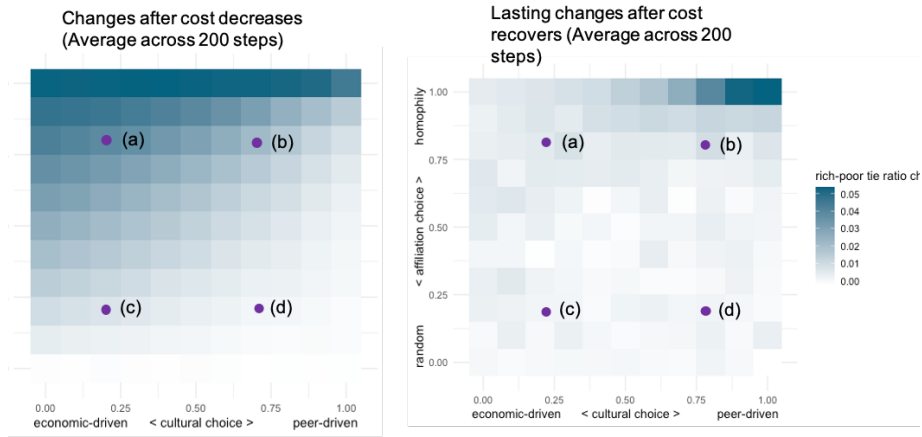 Changes after cost decreases
(Average across 200 steps)
(a)
(b)
(c)
(d)
0.00
0.25
0.50
0.75
1.00
economic-driven
< cultural choice >
peer-driven
Lasting changes after cost
recovers (Average across 200
steps)
1.00
0.75
0.50
0.25
0.00
homophily
< affiliation choice >
random
(a)
(b)
(c)
(d)
0.00
0.25
0.50
0.75
1.00
economic-driven
< cultural choice >
peer-driven
rich-poor tie ratio ch
0.05
0.04
0.03
0.02
0.01
0.00